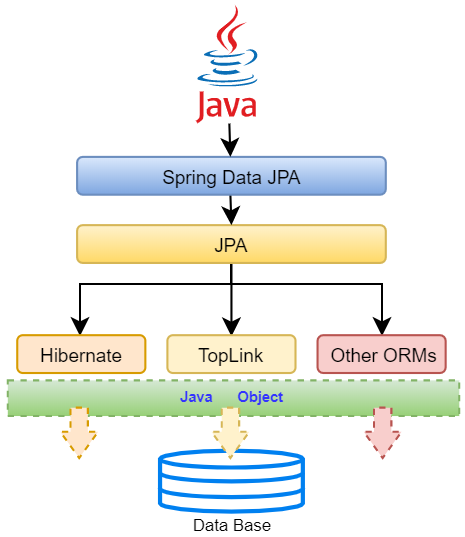 Java
Spring Data JPA
JPA
Hibernate
TopLink
Other ORMs
Java Object
Data Base